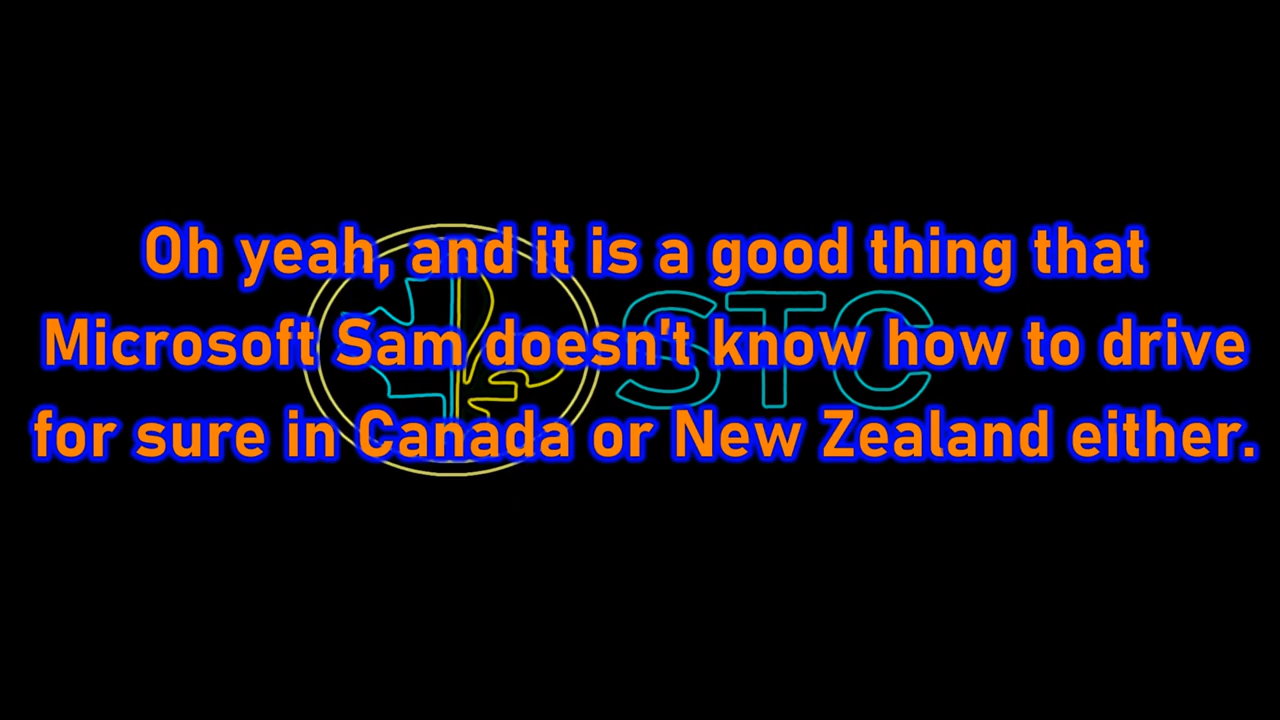 Oh yeah, and it is a good thing that
Microsoft Sam doesn't know how to drive
for sure in Canada or New Zealand either.
STC